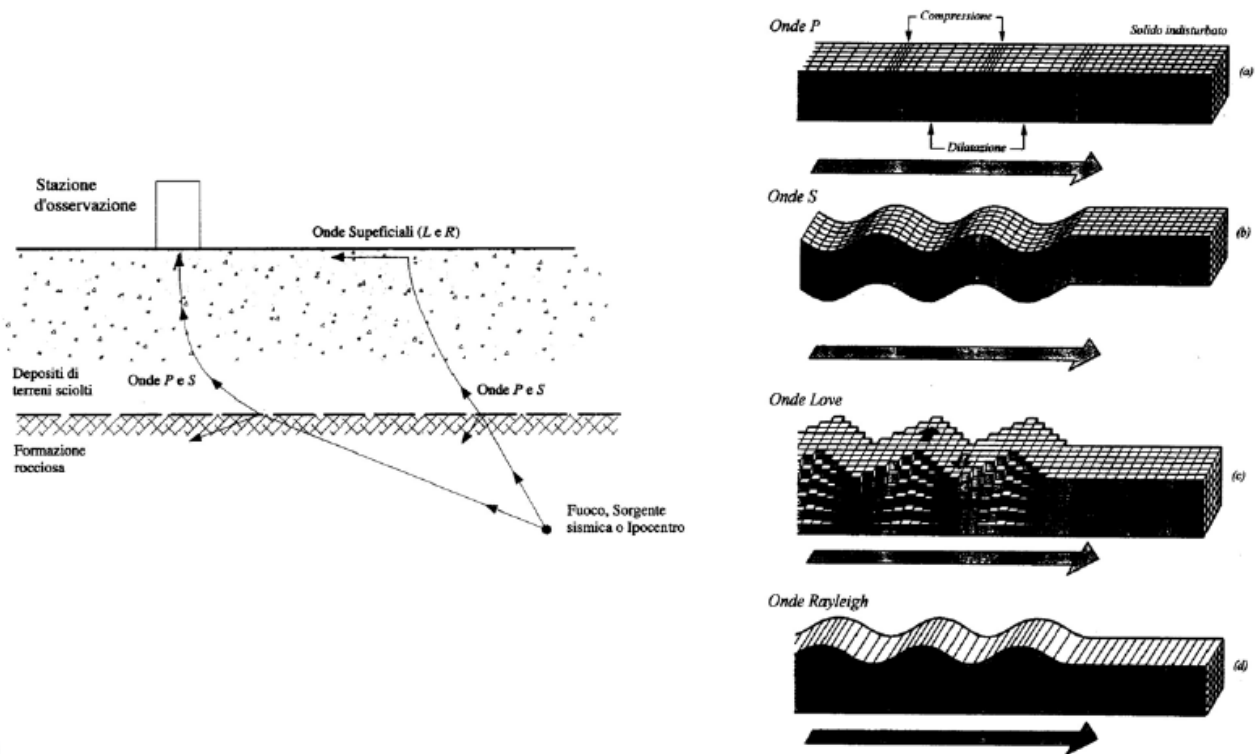 Stazione
d'osservazione
Onde Supeficiali (L e R)
Depositi di
terreni sciolti
Onde P e S
Onde P e S
Formazione
rocciosa
Fuoco, Sorgente
sismica o Ipocentro
Onde P
Compressione
Solido indisturbato
(a)
Dilatazione
Onde S
(b)
Onde Love
(c)
Onde Rayleigh
(d)